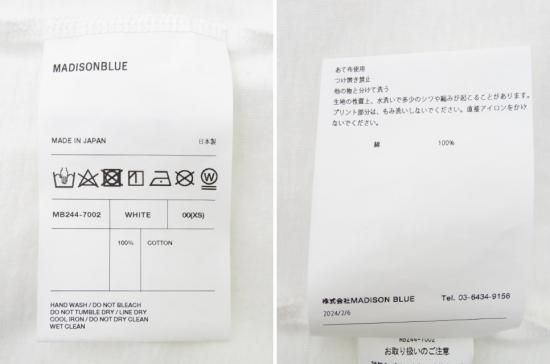 MADISONBLUE
MADE IN JAPAN
日本製
W
MB244-7002
WHITE
00(XS)
100%
COTTON
HAND WASH / DO NOT BLEACH
DO NOT TUMBLE DRY / LINE DRY
COOL IRON / DO NOT DRY CLEAN
WET CLEAN
あて布使用
つけ置き禁止
他の物と分けて洗う
生地の性質上、水洗いで多少のシワや縮みが起こることがあります。
プリント部分は、もみ洗いしないでください。直接アイロンをかけ
ないでください。
綿 100%
株式会社MADISON BLUE Tel. 03-6434-9156
2024/2/6
MB244-7002
お取り扱いのご注意